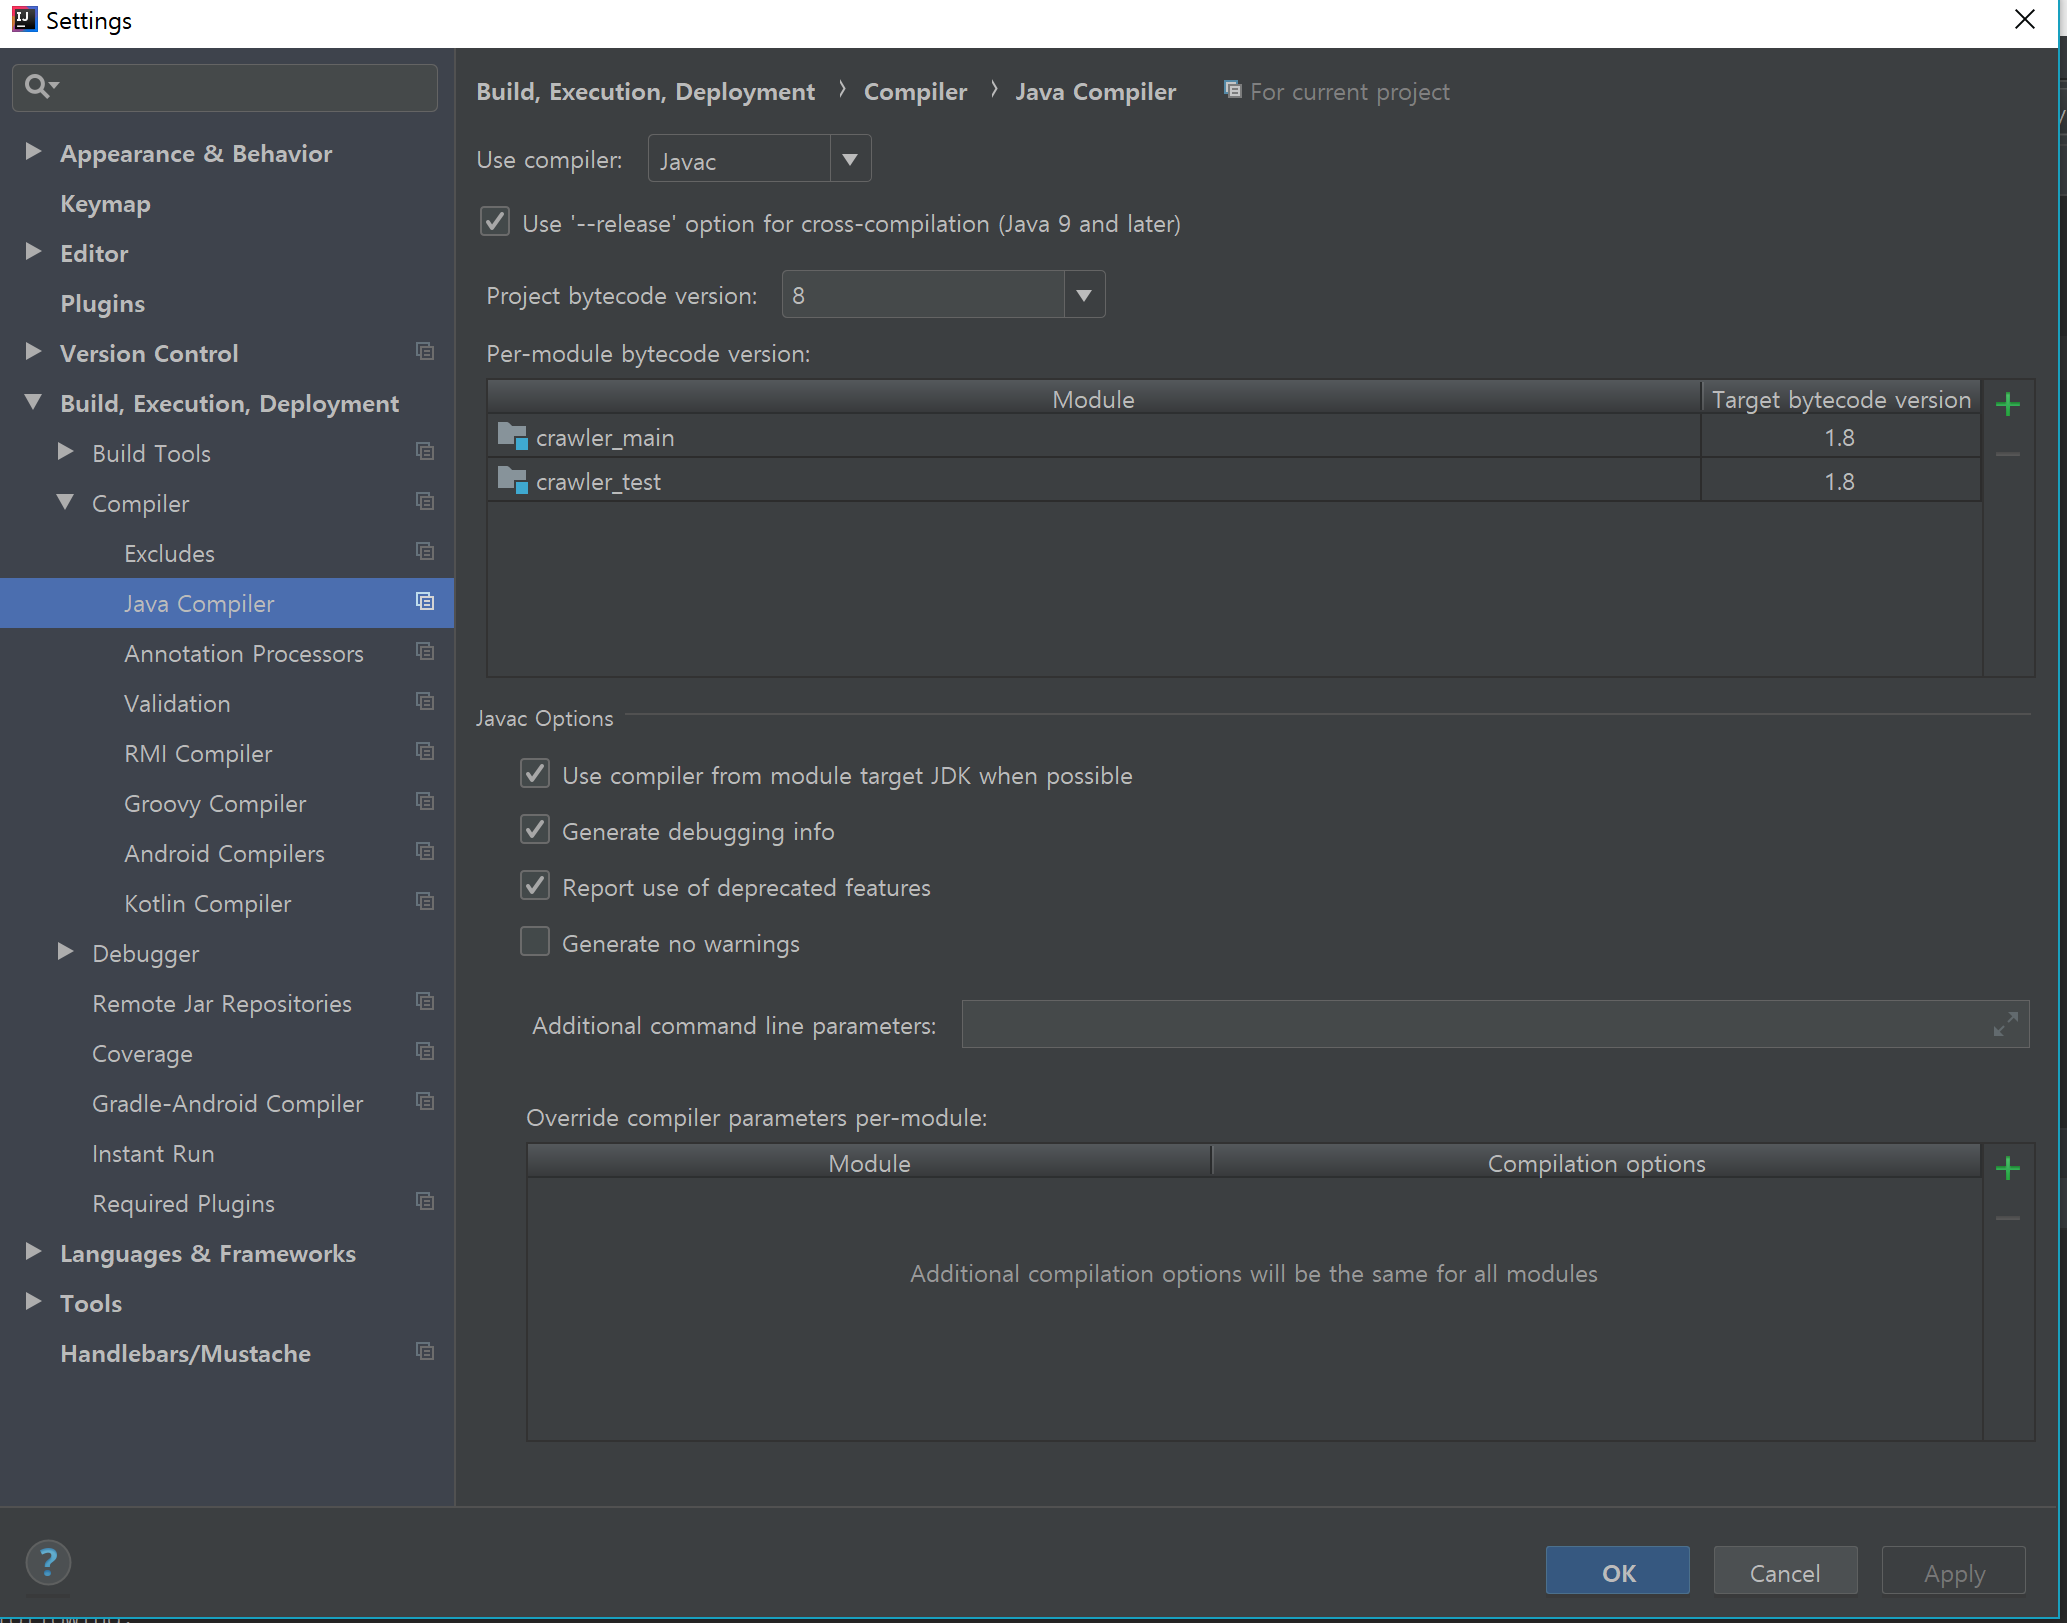 Settings
Appearance & Behavior
Keymap
Editor
Plugins
Version Control
Build, Execution, Deployment
Build Tools
Compiler
Excludes
Java Compiler
Annotation Processors
Validation
RMI Compiler
Groovy Compiler
Android Compilers
Kotlin Compiler
Debugger
Remote Jar Repositories
Coverage
Gradle-Android Compiler
Instant Run
Required Plugins
Languages & Frameworks
Tools
Handlebars/Mustache
Build, Execution, Deployment › Compiler › Java Compiler For current project
Use compiler: Javac
Use '--release' option for cross-compilation (Java 9 and later)
Project bytecode version: 8
Per-module bytecode version:
Module Target bytecode version
crawler_main 1.8
crawler_test 1.8
Javac Options
Use compiler from module target JDK when possible
Generate debugging info
Report use of deprecated features
Generate no warnings
Additional command line parameters:
Override compiler parameters per-module:
Module Compilation options
Additional compilation options will be the same for all modules
? OK Cancel Apply